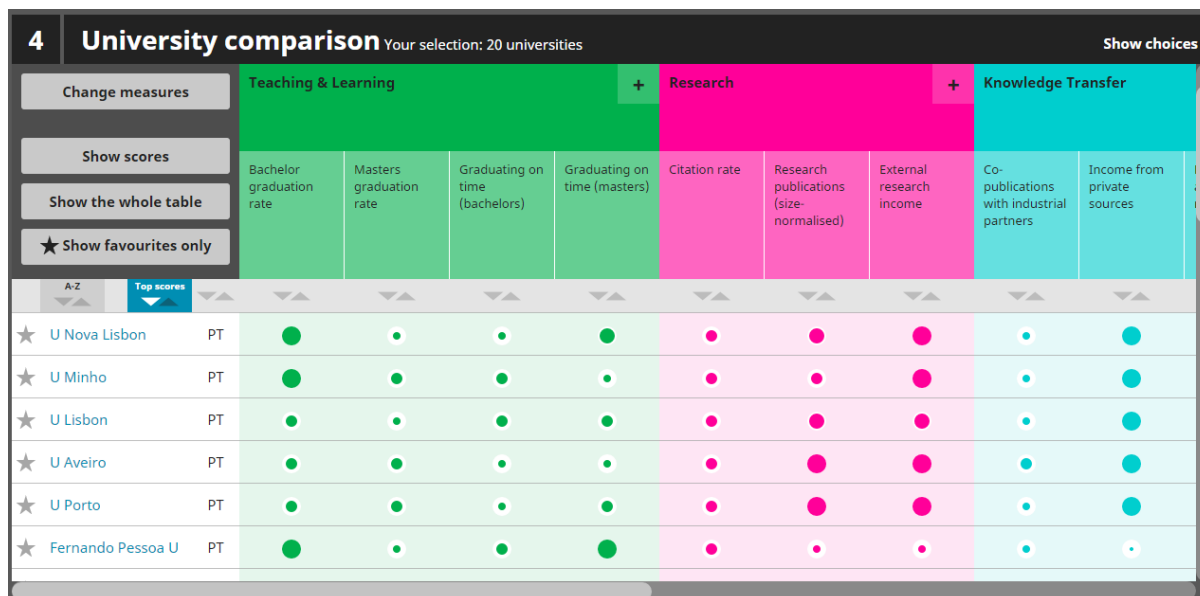 4 University comparison Your selection: 20 universities Show choices
Change measures
Show scores
Show the whole table
★ Show favourites only
Teaching & Learning +
Research +
Knowledge Transfer
Bachelor
graduation
rate
Masters
graduation
rate
Graduating on
time
(bachelors)
Graduating on
time (masters)
Citation rate
Research
publications
(size-
normalised)
External
research
income
Co-
publications
with industrial
partners
Income from
private
sources
A-Z Top scores
U Nova Lisbon PT
U Minho PT
U Lisbon PT
U Aveiro PT
U Porto PT
Fernando Pessoa U PT